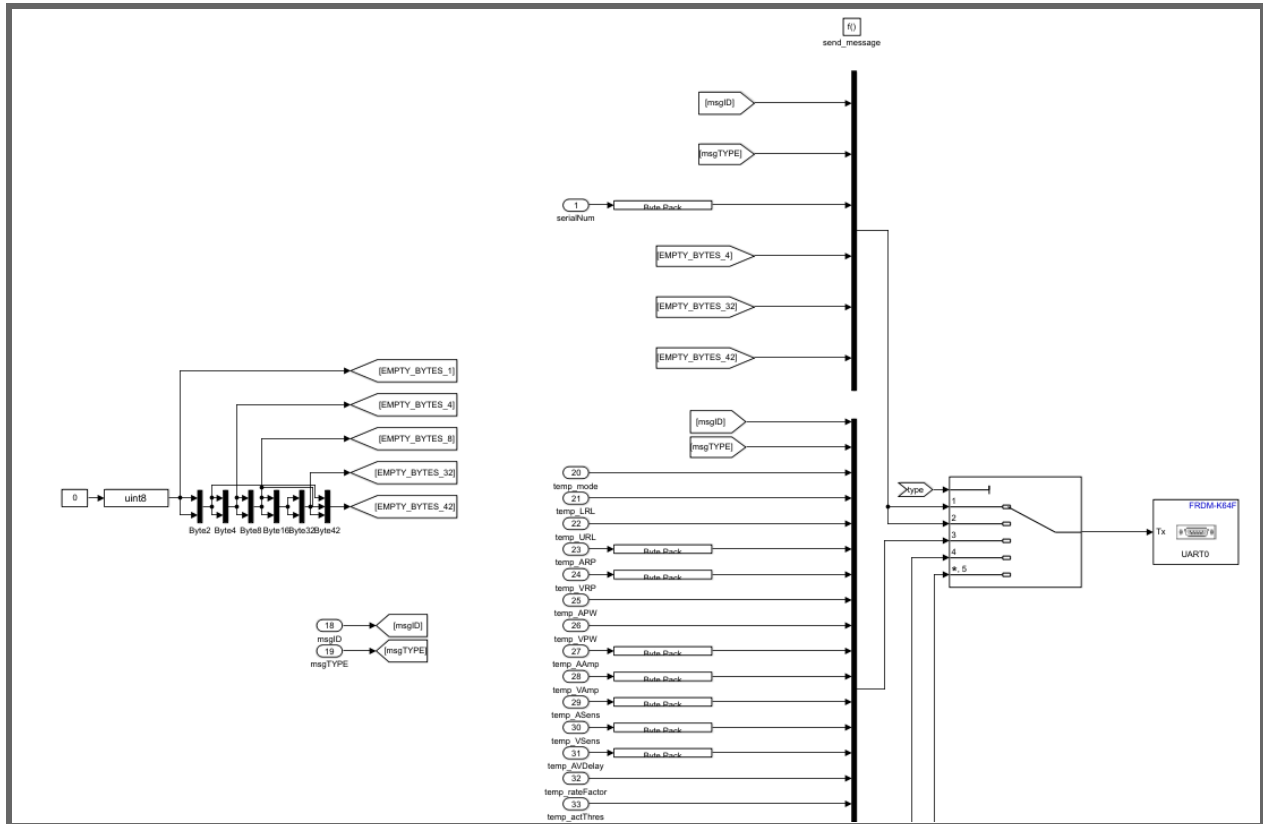 f()
send_message
[msgID]
[msgTYPE]
1
serialNum
Byte Pack
[EMPTY_BYTES_4]
[EMPTY_BYTES_32]
[EMPTY_BYTES_42]
[EMPTY_BYTES_1]
[EMPTY_BYTES_4]
[EMPTY_BYTES_8]
[EMPTY_BYTES_32]
[EMPTY_BYTES_42]
0
uint8
Byte2
Byte4
Byte8
Byte16
Byte32
Byte42
18
msgID
[msgID]
19
msgTYPE
[msgTYPE]
[msgID]
[msgTYPE]
20
temp_mode
21
temp_LRL
22
temp_URL
23
Byte Pack
temp_ARP
24
Byte Pack
temp_VRP
25
temp_APW
26
temp_VPW
27
Byte Pack
temp_AAmp
28
Byte Pack
temp_VAmp
29
Byte Pack
temp_ASens
30
Byte Pack
temp_VSens
31
Byte Pack
temp_AVDelay
32
temp_rateFactor
33
temp_actThres
type
1
2
3
4
*, 5
FRDM-K64F
Tx
UART0